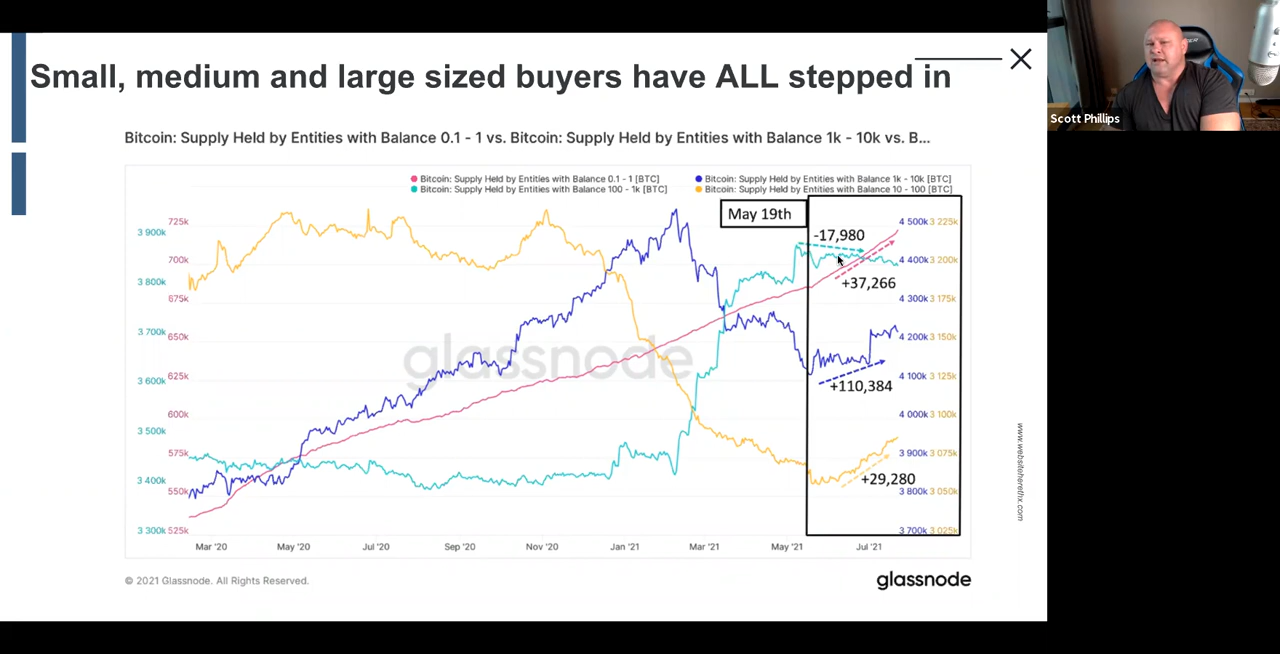 Small, medium and large sized buyers have ALL stepped in
Scott Phillips
Bitcoin: Supply Held by Entities with Balance 0.1 - 1 vs. Bitcoin: Supply Held by Entities with Balance 1k - 10k vs. B...
Bitcoin: Supply Held by Entities with Balance 0.1 - 1 [BTC]
Bitcoin: Supply Held by Entities with Balance 1k - 10k [BTC]
Bitcoin: Supply Held by Entities with Balance 100 - 1k [BTC]
Bitcoin: Supply Held by Entities with Balance 10 - 100 [BTC]
May 19th
-17,980
+37,266
+110,384
+29,280
3 900k
3 800k
3 700k
3 600k
3 500k
3 400k
3 300k
725k
700k
675k
650k
625k
600k
575k
550k
525k
4 500k
4 400k
4 300k
4 200k
4 100k
4 000k
3 900k
3 800k
3 700k
3 225k
3 200k
3 175k
3 150k
3 125k
3 100k
3 075k
3 050k
3 025k
glassnode
Mar '20
May '20
Jul '20
Sep '20
Nov '20
Jan '21
Mar '21
May '21
Jul '21
© 2021 Glassnode. All Rights Reserved.
glassnode
www.websiteherethx.com